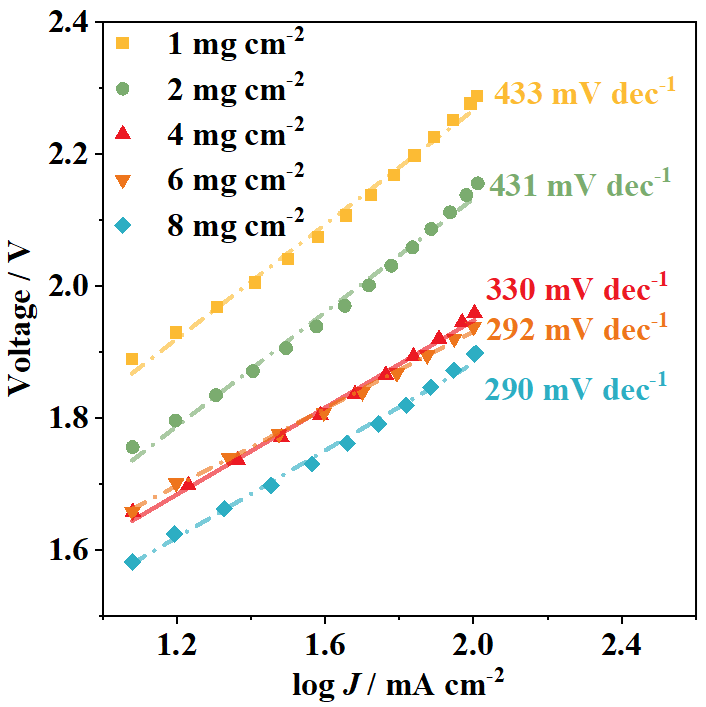 2.4
2.2
2.0
1.8
1.6
Voltage / V
1 mg cm-2
2 mg cm-2
4 mg cm-2
6 mg cm-2
8 mg cm-2
433 mV dec-1
431 mV dec-1
330 mV dec-1
292 mV dec-1
290 mV dec-1
1.2 1.6 2.0 2.4
log J / mA cm-2